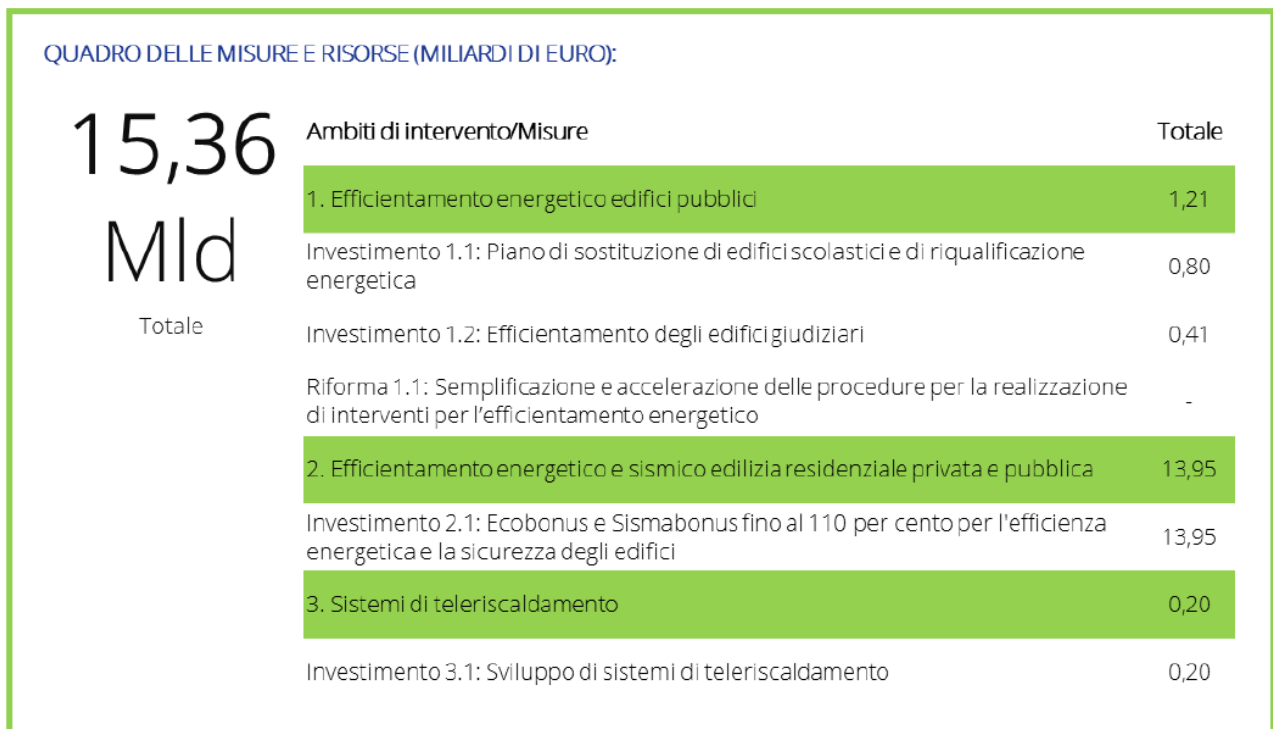 QUADRO DELLE MISURE E RISORSE (MILIARDI DI EURO):
15,36
Mld
Totale
Ambiti di intervento/Misure Totale
1. Efficientamento energetico edifici pubblici 1,21
Investimento 1.1: Piano di sostituzione di edifici scolastici e di riqualificazione
energetica 0,80
Investimento 1.2: Efficientamento degli edifici giudiziari 0,41
Riforma 1.1: Semplificazione e accelerazione delle procedure per la realizzazione
di interventi per l’efficientamento energetico -
2. Efficientamento energetico e sismico edilizia residenziale privata e pubblica 13,95
Investimento 2.1: Ecobonus e Sismabonus fino al 110 per cento per l'efficienza
energetica e la sicurezza degli edifici 13,95
3. Sistemi di teleriscaldamento 0,20
Investimento 3.1: Sviluppo di sistemi di teleriscaldamento 0,20